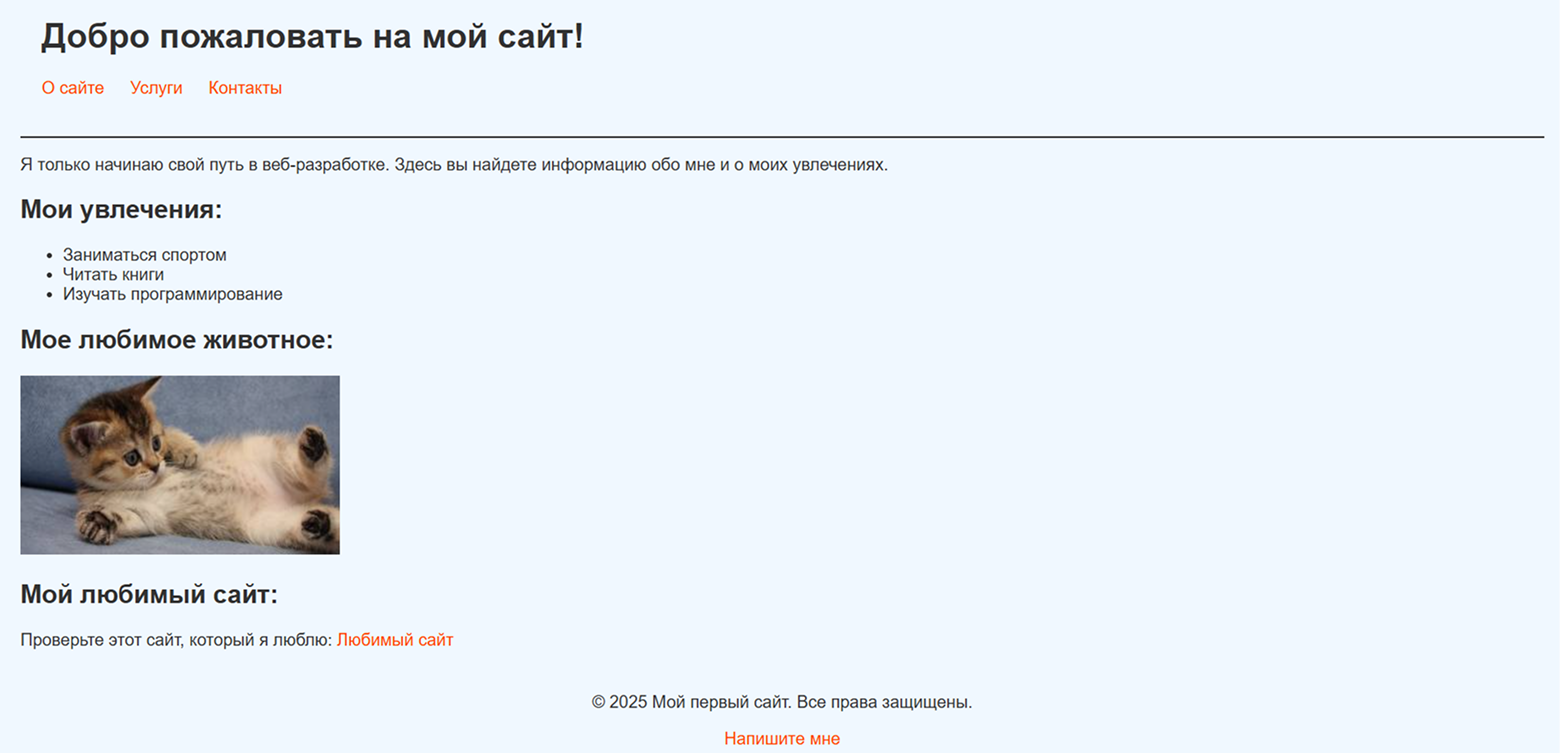 Добро пожаловать на мой сайт!
О сайте Услуги Контакты
Я только начинаю свой путь в веб-разработке. Здесь вы найдете информацию обо мне и о моих увлечениях.
Мои увлечения:
• Заниматься спортом
• Читать книги
• Изучать программирование
Мое любимое животное:
Мой любимый сайт:
Проверьте этот сайт, который я люблю: Любимый сайт
© 2025 Мой первый сайт. Все права защищены.
Напишите мне